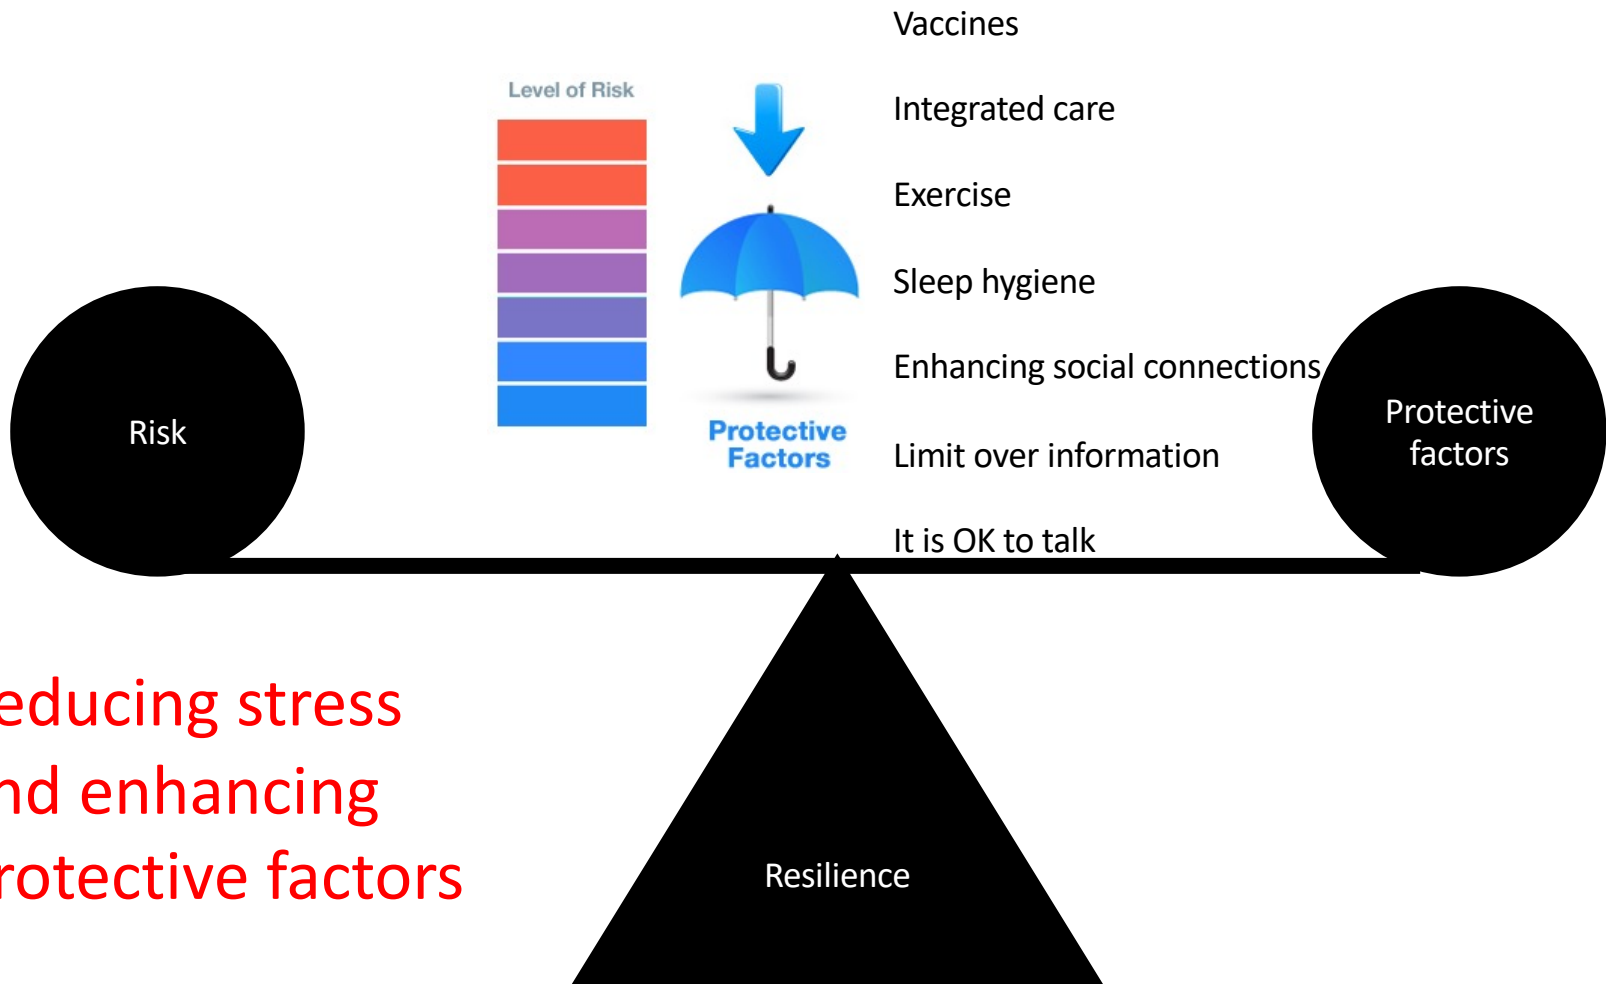 Vaccines
Level of Risk
Integrated care
Exercise
Sleep hygiene
Enhancing social connections
Protective
Factors
Limit over information
It is OK to talk
Risk
Protective
factors
educing stress
nd enhancing
rotective factors
Resilience